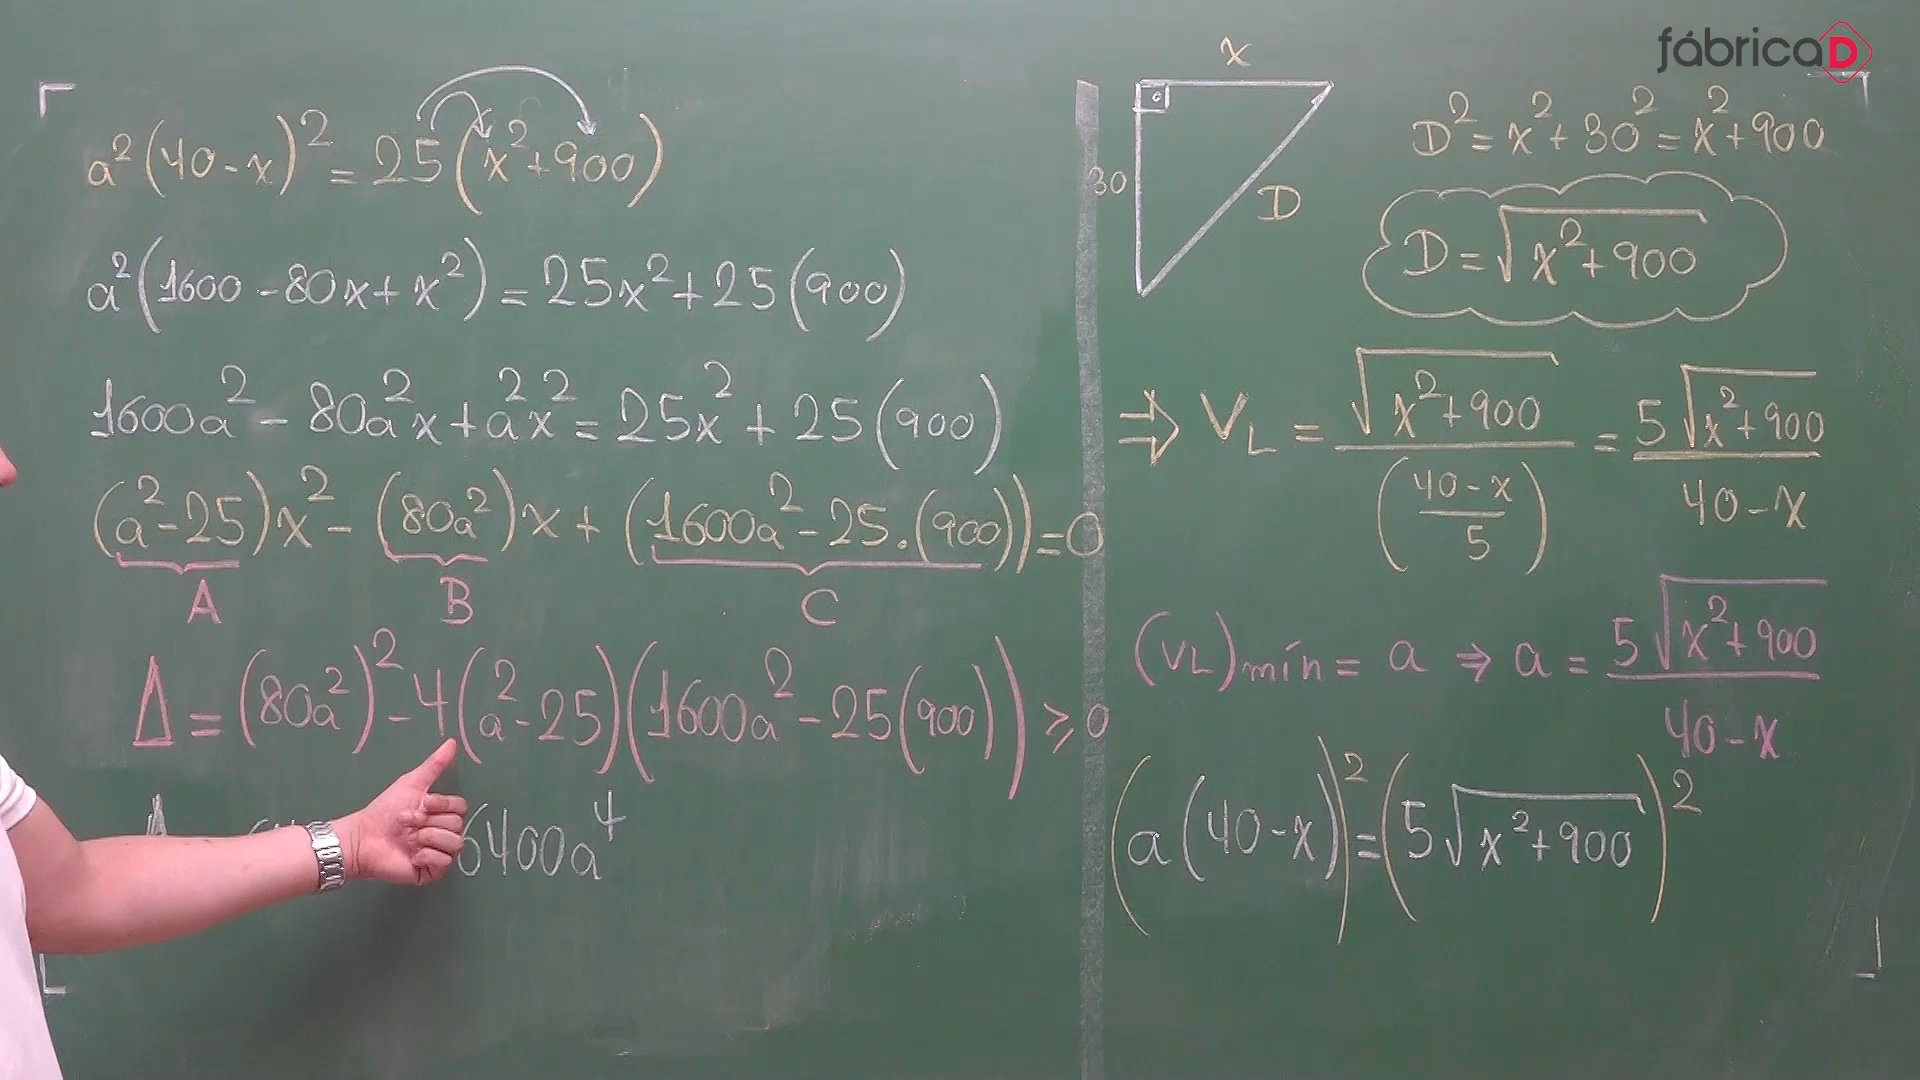 a²(40-x)² = 25(x²+900)
a²(1600-80x+x²) = 25x²+25(900)
1600a² - 80a²x + a²x² = 25x² + 25(900)
(a²-25)x² - (80a²)x + (1600a²-25.(900)) = 0
A B C
Δ = (80a²)² - 4(a²-25)(1600a²-25(900)) ≥ 0
6400a⁴
fábricaD
x
30
D
D² = x² + 30² = x² + 900
D = √(x²+900)
⇒ V_L = √(x²+900) / ((40-x)/5) = 5√(x²+900) / (40-x)
(VL)mín = a ⇒ a = 5√(x²+900) / (40-x)
(a(40-x))² = (5√(x²+900))²